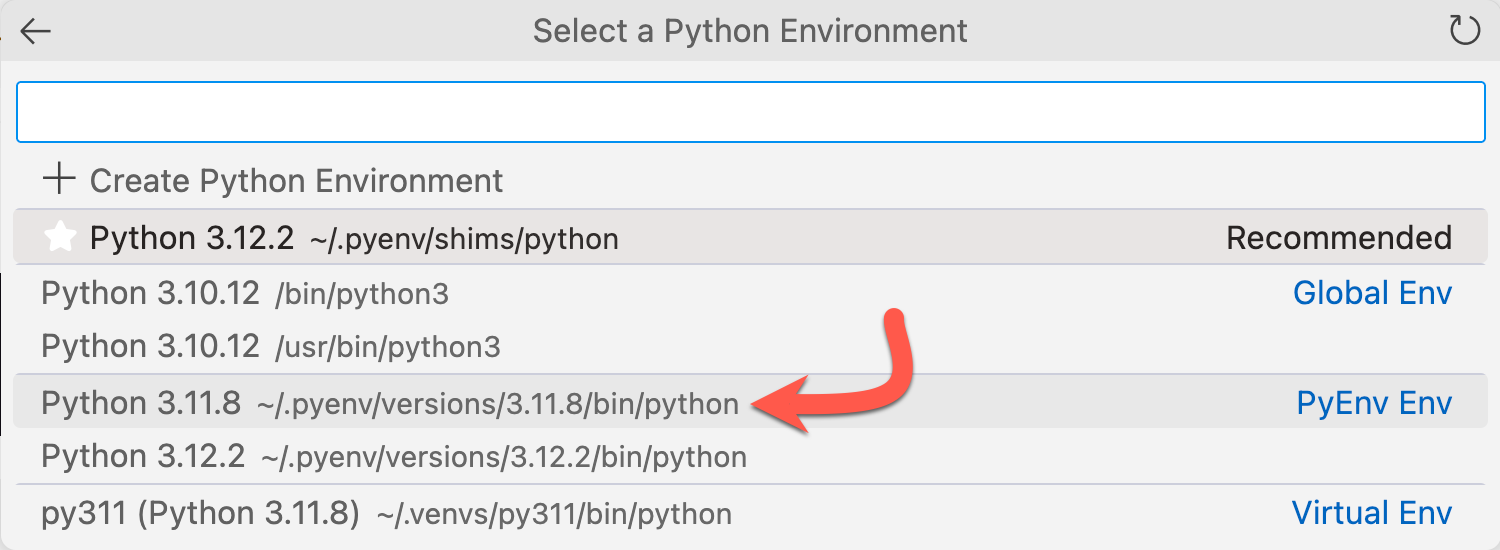 Select a Python Environment
Create Python Environment
Python 3.12.2 ~/.pyenv/shims/python Recommended
Python 3.10.12 /bin/python3 Global Env
Python 3.10.12 /usr/bin/python3
Python 3.11.8 ~/.pyenv/versions/3.11.8/bin/python PyEnv Env
Python 3.12.2 ~/.pyenv/versions/3.12.2/bin/python
py311 (Python 3.11.8) ~/.venvs/py311/bin/python Virtual Env